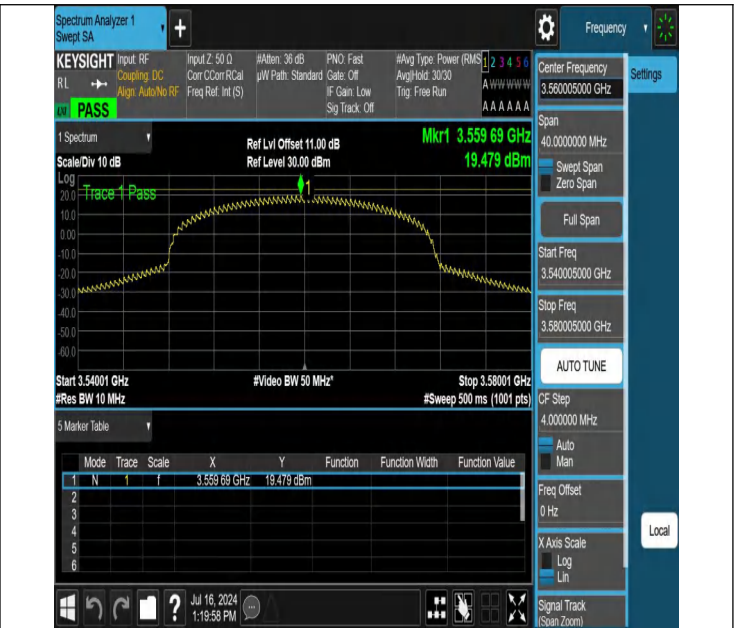 Spectrum Analyzer 1
Swept SA
+
Frequency
KEYSIGHT
Input: RF
Input Z: 50 Ω
#Atten: 36 dB
PNO: Fast
#Avg Type: Power (RMS
1 2 3 4 5 6
RL
Coupling: DC
Corr CCorr RCal
µW Path: Standard
Gate: Off
Avg|Hold: 30/30
A W W W W W
Align: Auto/No RF
Freq Ref: Int (S)
IF Gain: Low
Trig: Free Run
Sig Track: Off
A A A A A A
PASS
Center Frequency
3.560005000 GHz
Settings
Span
40.0000000 MHz
Swept Span
Zero Span
Full Span
Start Freq
3.540005000 GHz
Stop Freq
3.580005000 GHz
AUTO TUNE
CF Step
4.000000 MHz
Auto
Man
Freq Offset
0 Hz
X Axis Scale
Log
Lin
Signal Track
(Span Zoom)
Local
1 Spectrum
Ref Lvl Offset 11.00 dB
Mkr1 3.559 69 GHz
Scale/Div 10 dB
Ref Level 30.00 dBm
19.479 dBm
Log
Trace 1 Pass
1
20.0
10.0
0.00
-10.0
-20.0
-30.0
-40.0
-50.0
-60.0
Start 3.54001 GHz
#Video BW 50 MHz*
Stop 3.58001 GHz
#Res BW 10 MHz
#Sweep 500 ms (1001 pts)
5 Marker Table
Mode Trace Scale X Y Function Function Width Function Value
1 N 1 f 3.559 69 GHz 19.479 dBm
2
3
4
5
6
?
Jul 16, 2024
1:19:58 PM